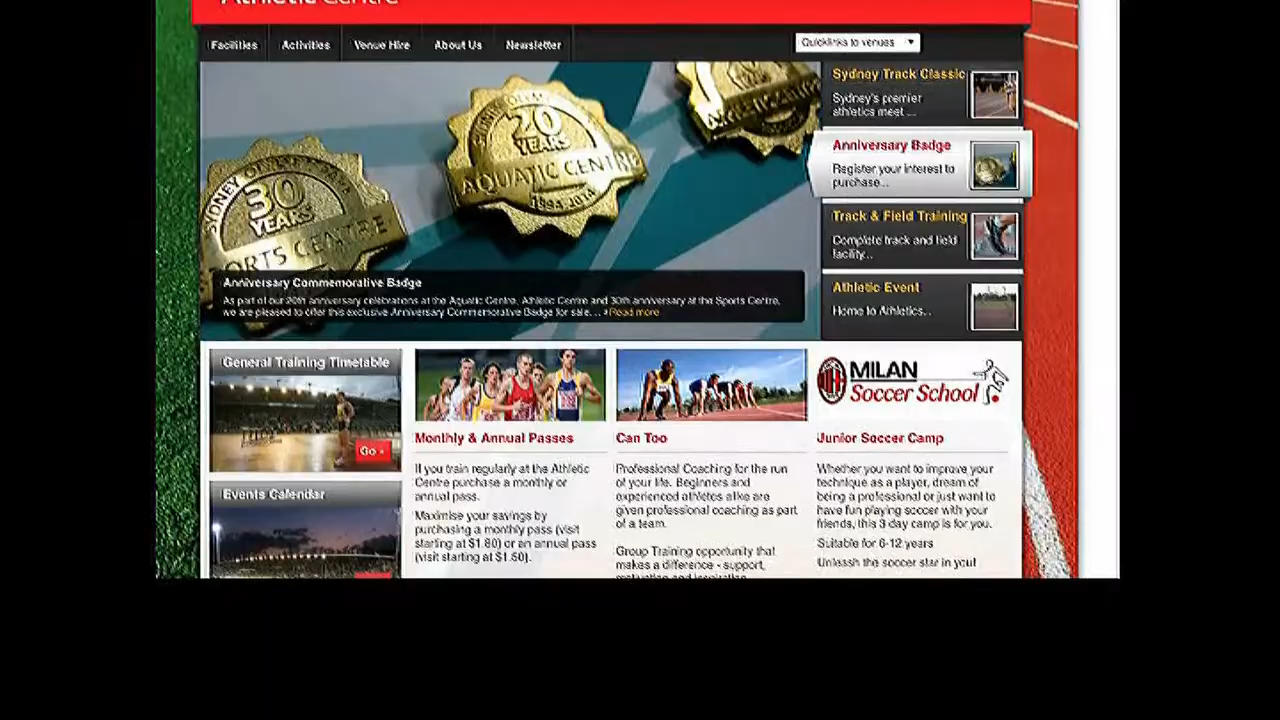 Athletic Centre
Facilities
Activities
Venue Hire
About Us
Newsletter
Quicklinks to venues
SYDNEY
30
YEARS
SPORTS CENTRE
20
YEARS
AQUATIC CENTRE
Anniversary Commemorative Badge
As part of our 20th anniversary celebrations at the Aquatic Centre, Athletic Centre and 30th anniversary at the Sports Centre,
we are pleased to offer this exclusive Anniversary Commemorative Badge for sale.... » Read more
Sydney Track Classic
Sydney's premier
athletics meet ...
Anniversary Badge
Register your interest to
purchase...
Track & Field Training
Complete track and field
facility...
Athletic Event
Home to Athletics...
General Training Timetable
Go »
Events Calendar
Monthly & Annual Passes
If you train regularly at the Athletic
Centre purchase a monthly or
annual pass.
Maximise your savings by
purchasing a monthly pass (visit
starting at $1.80) or an annual pass
(visit starting at $1.50).
Can Too
Professional Coaching for the run
of your life. Beginners and
experienced athletes alike are
given professional coaching as part
of a team.
Group Training opportunity that
makes a difference - support,
motivation and inspiration
MILAN
Soccer School
Junior Soccer Camp
Whether you want to improve your
technique as a player, dream of
being a professional or just want to
have fun playing soccer with your
friends, this 3 day camp is for you.
Suitable for 6-12 years
Unleash the soccer star in you!